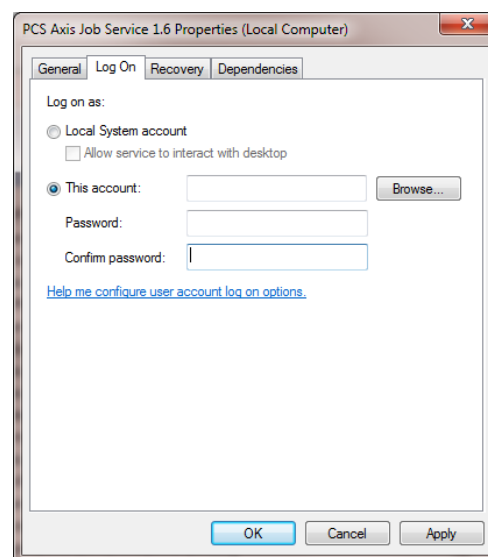 PCS Axis Job Service 1.6 Properties (Local Computer)
General Log On Recovery Dependencies
Log on as:
Local System account
Allow service to interact with desktop
This account: Browse...
Password:
Confirm password:
Help me configure user account log on options.
OK Cancel Apply